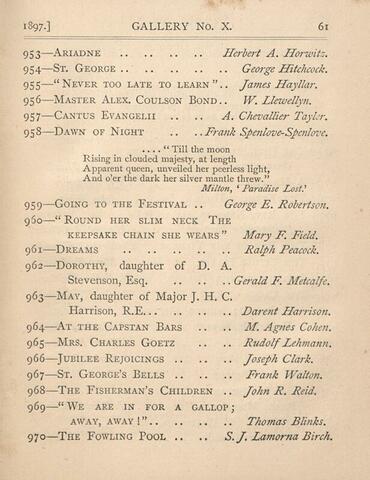 1897.] GALLERY No. X. 61
953—ARIADNE .. .. .. .. Herbert A. Horwitz.
954—ST. GEORGE .. .. .. .. George Hitchcock.
955—"NEVER TOO LATE TO LEARN".. James Hayllar.
956—MASTER ALEX. COULSON BOND.. W. Llewellyn.
957—CANTUS EVANGELII .. .. A. Chevallier Tayler.
958—DAWN OF NIGHT .. .. Frank Spenlove-Spenlove.
...."Till the moon
Rising in clouded majesty, at length
Apparent queen, unveiled her peerless light,
And o'er the dark her silver mantle threw."
Milton, 'Paradise Lost.'
959—GOING TO THE FESTIVAL .. George E. Robertson.
960—"ROUND HER SLIM NECK THE
KEEPSAKE CHAIN SHE WEARS" Mary F. Field.
961—DREAMS .. .. .. .. Ralph Peacock.
962—DOROTHY, daughter of D. A.
Stevenson, Esq. .. .. ..Gerald F. Metcalfe.
963—MAY, daughter of Major J. H. C.
Harrison, R.E... .. .. Darent Harrison.
964—AT THE CAPSTAN BARS .. .. M. Agnes Cohen.
965—MRS. CHARLES GOETZ .. .. Rudolf Lehmann.
966—JUBILEE REJOICINGS .. .. Joseph Clark.
967—ST. GEORGE'S BELLS .. .. Frank Walton.
968—THE FISHERMAN'S CHILDREN .. John R. Reid.
969—"WE ARE IN FOR A GALLOP;
AWAY, AWAY!".. .. .. Thomas Blinks.
970—THE FOWLING POOL .. .. S. J. Lamorna Birch.